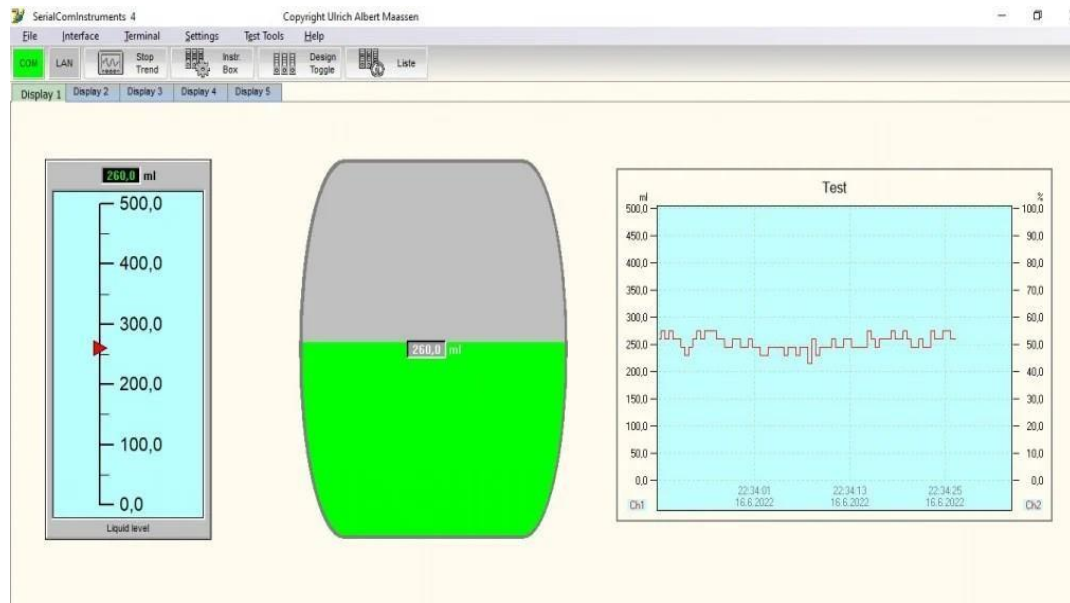 SerialComInstruments 4 Copyright Ulrich Albert Maassen
File Interface Terminal Settings Test Tools Help
COM LAN Stop Trend Instr. Box Design Toggle Liste
Display 1 Display 2 Display 3 Display 4 Display 5
260,0 ml
500,0
400,0
300,0
200,0
100,0
0,0
Liquid level
260,0 ml
Test
ml %
500,0 100,0
450,0 90,0
400,0 80,0
350,0 70,0
300,0 60,0
250,0 50,0
200,0 40,0
150,0 30,0
100,0 20,0
50,0 10,0
0,0 0,0
22:34:01 22:34:13 22:34:25
16.6.2022 16.6.2022 16.6.2022
Ch1 Ch2